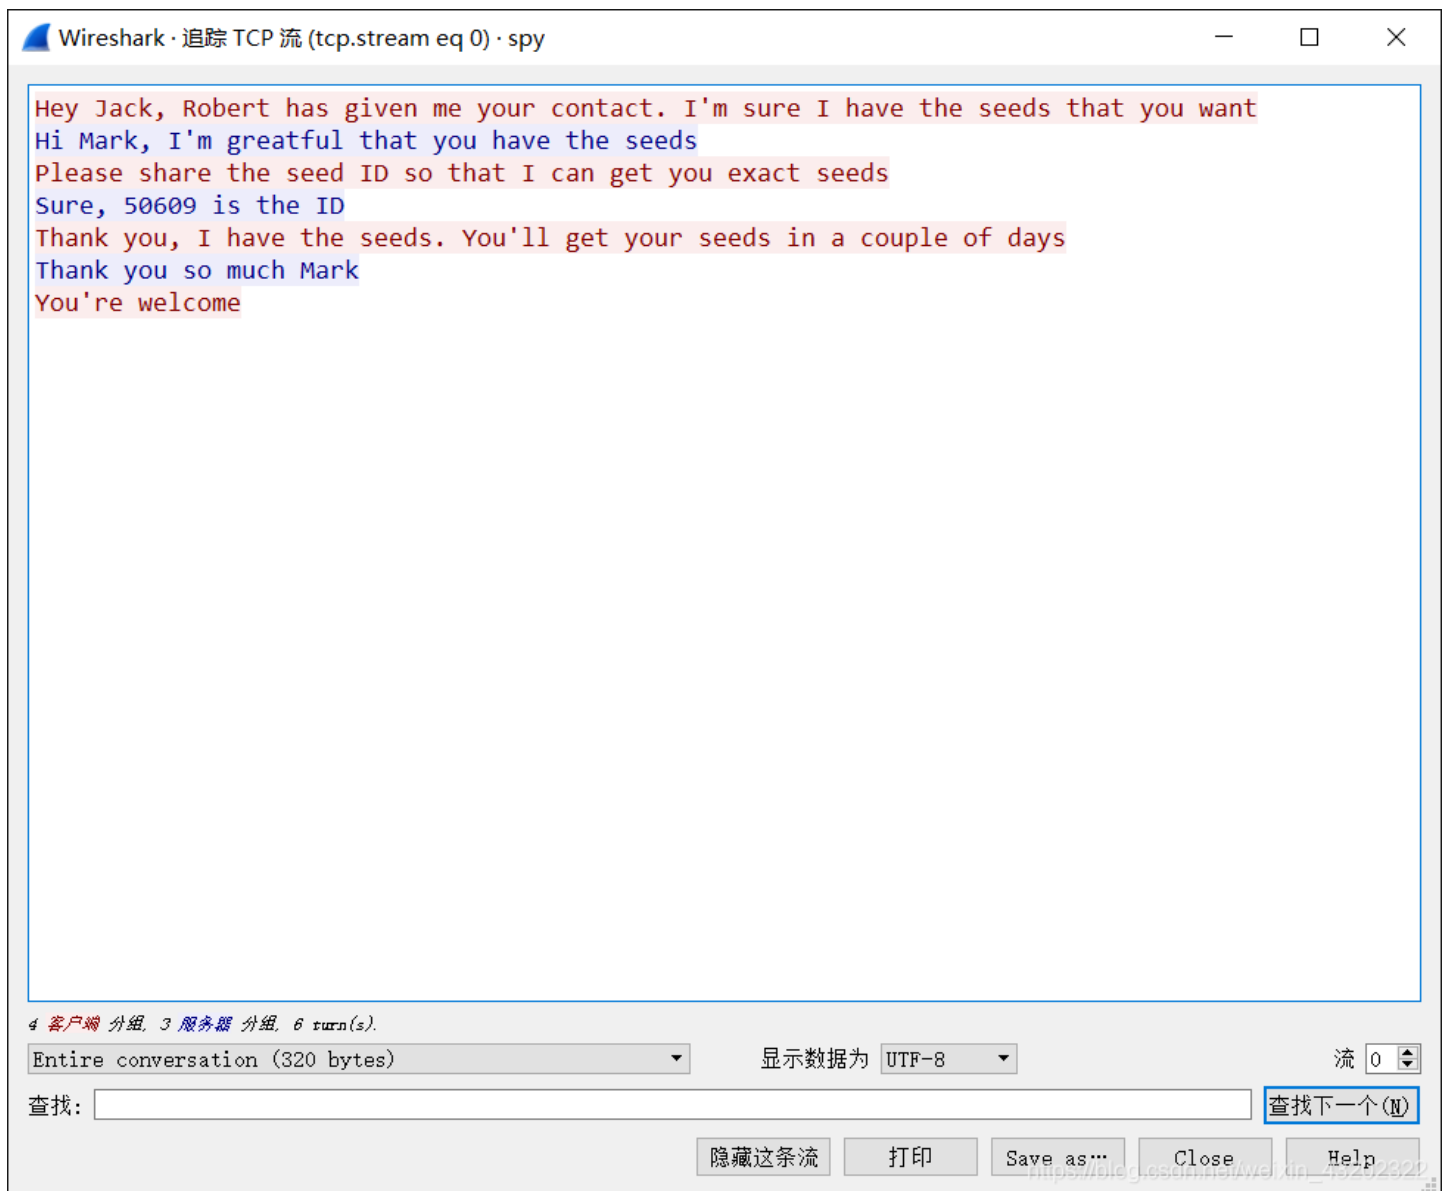 Wireshark · 追踪 TCP 流 (tcp.stream eq 0) · spy
Hey Jack, Robert has given me your contact. I'm sure I have the seeds that you want
Hi Mark, I'm greatful that you have the seeds
Please share the seed ID so that I can get you exact seeds
Sure, 50609 is the ID
Thank you, I have the seeds. You'll get your seeds in a couple of days
Thank you so much Mark
You're welcome
4 客户端 分组, 3 服务器 分组, 6 turn(s).
Entire conversation (320 bytes) 显示数据为 UTF-8 流 0
查找: 查找下一个(N)
隐藏这条流 打印 Save as… Close Help
https://blog.csdn.net/weixin_43202322